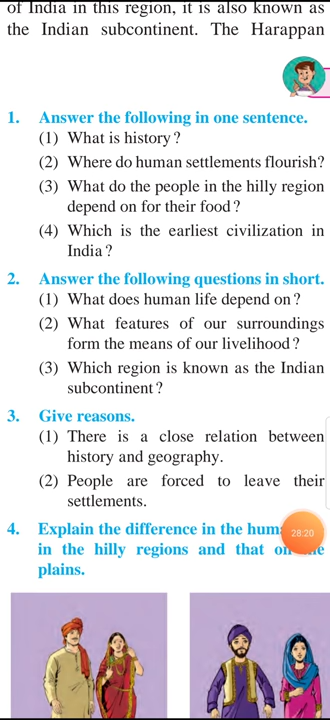 of India in this region, it is also known as
the Indian subcontinent. The Harappan
1. Answer the following in one sentence.
(1) What is history?
(2) Where do human settlements flourish?
(3) What do the people in the hilly region
depend on for their food?
(4) Which is the earliest civilization in
India?
2. Answer the following questions in short.
(1) What does human life depend on?
(2) What features of our surroundings
form the means of our livelihood?
(3) Which region is known as the Indian
subcontinent?
3. Give reasons.
(1) There is a close relation between
history and geography.
(2) People are forced to leave their
settlements.
4. Explain the difference in the
28:20
in the hilly regions and that
plains.